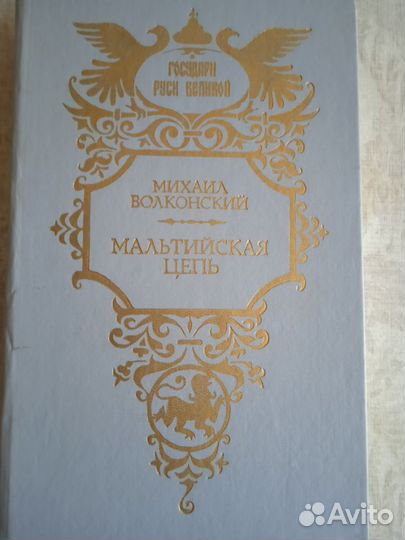 ГОСУДАРИ
РУСИ ВЕЛИКОЙ
МИХАИЛ
ВОЛКОНСКИЙ
МАЛЬТИЙСКАЯ
ЦЕПЬ
Avito